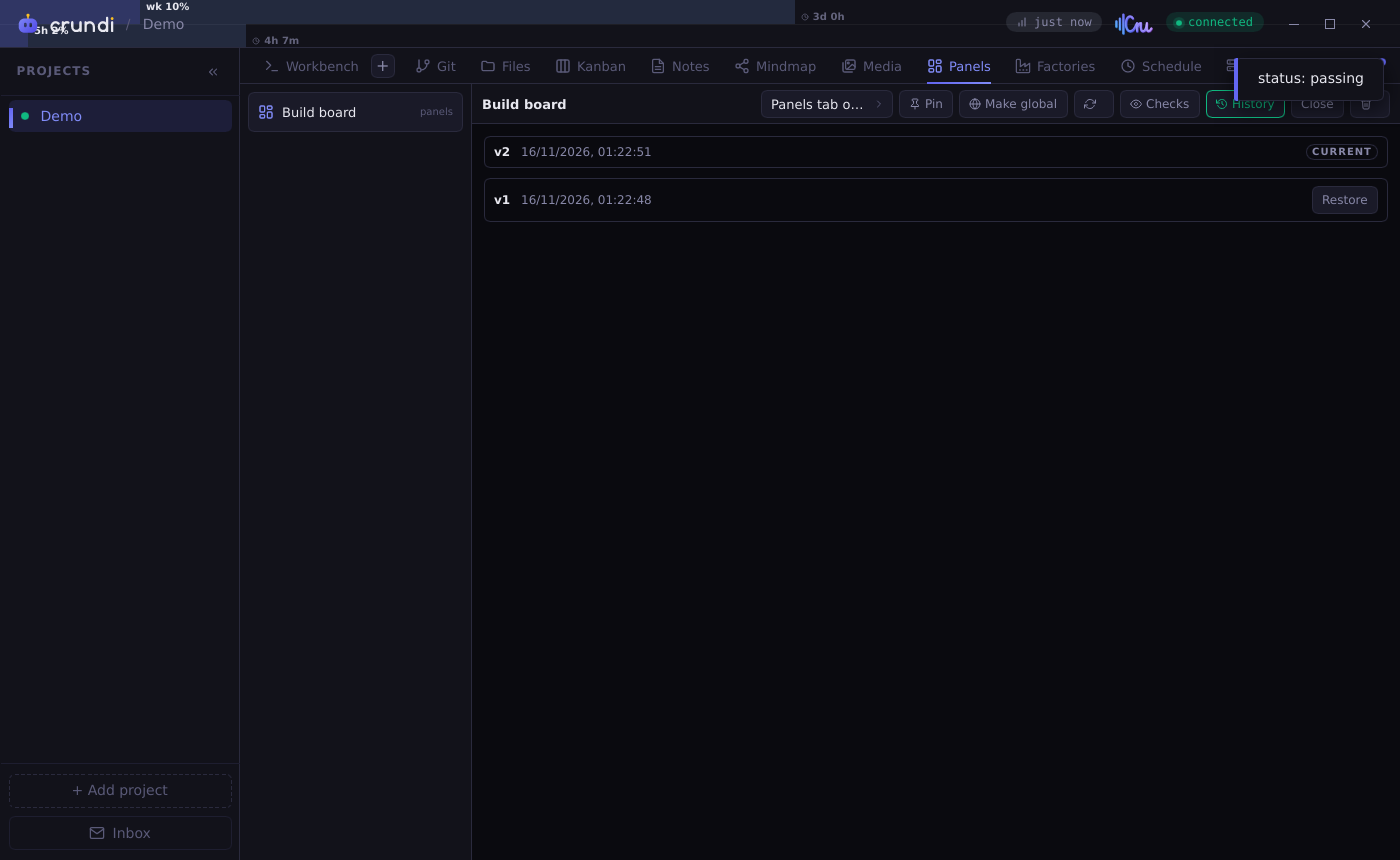 wk 10%
5h 2%
crundi / Demo
3d 0h
4h 7m
just now
Cru
connected
PROJECTS
Demo
+ Add project
Inbox
Workbench
Git
Files
Kanban
Notes
Mindmap
Media
Panels
Factories
Schedule
status: passing
Build board panels
Build board
Panels tab o...
Pin
Make global
Checks
History
Close
v2 16/11/2026, 01:22:51 CURRENT
v1 16/11/2026, 01:22:48 Restore